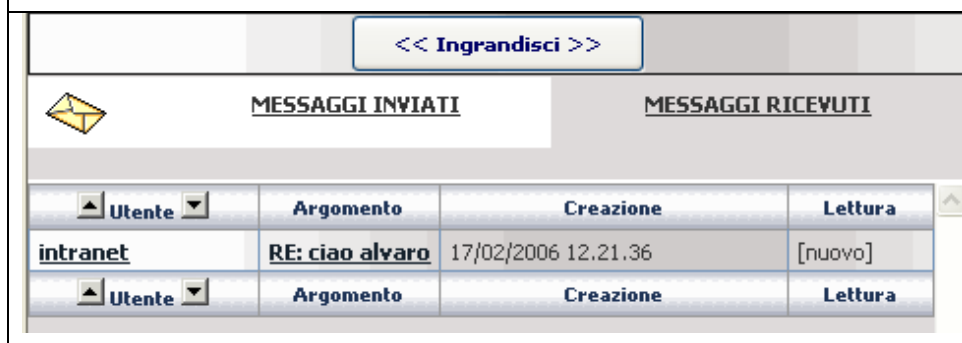 << Ingrandisci >>
MESSAGGI INVIATI MESSAGGI RICEVUTI
Utente Argomento Creazione Lettura
intranet RE: ciao alvaro 17/02/2006 12.21.36 [nuovo]
Utente Argomento Creazione Lettura